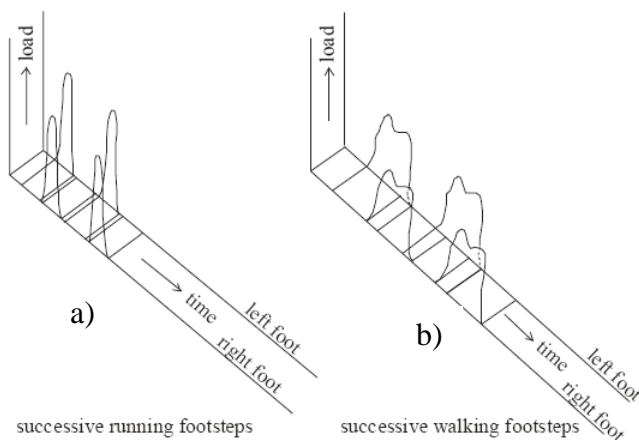 load
time
left foot
right foot
a)
successive running footsteps
load
time
left foot
right foot
b)
successive walking footsteps